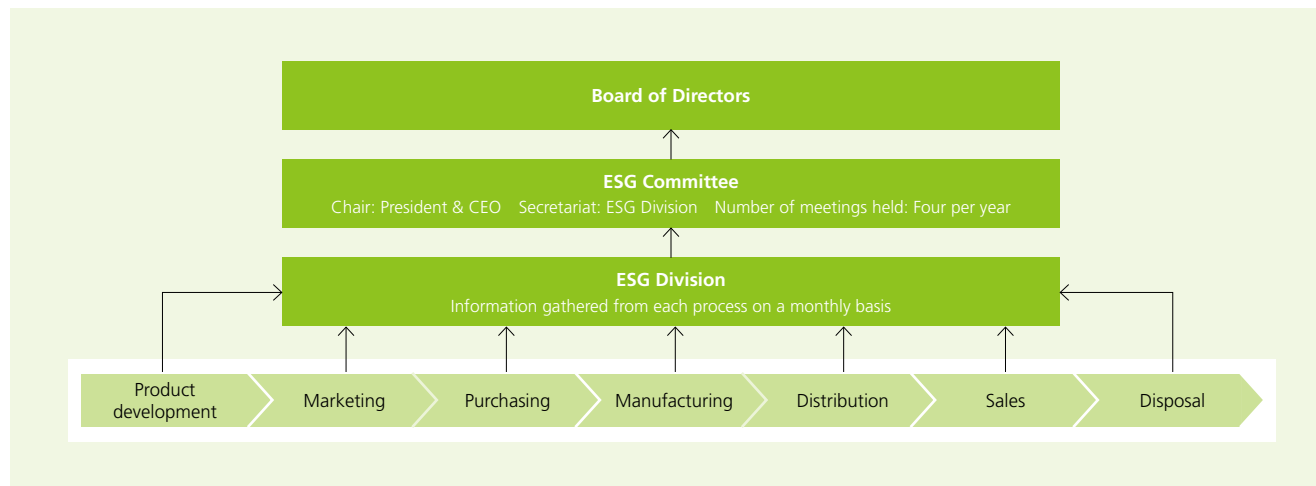 Board of Directors
ESG Committee
Chair: President & CEO Secretariat: ESG Division Number of meetings held: Four per year
ESG Division
Information gathered from each process on a monthly basis
Product
development
Marketing
Purchasing
Manufacturing
Distribution
Sales
Disposal